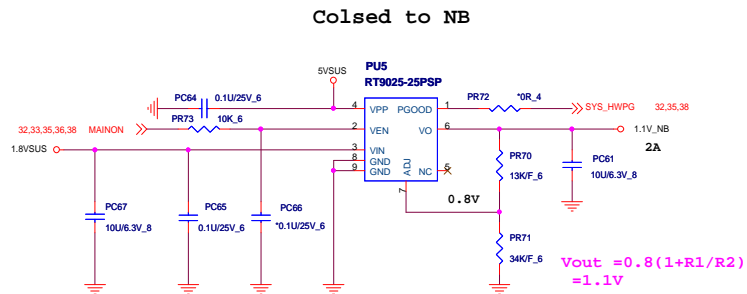 Colsed to NB
5VSUS
PU5
RT9025-25PSP
PC64
0.1U/25V_6
4
VPP
PGOOD
1
PR72
*0R_4
SYS_HWPG
32,35,38
32,33,35,36,38
MAINON
PR73
10K_6
2
VEN
VO
6
1.1V_NB
2A
1.8VSUS
3
VIN
8
GND
9
GND
ADJ
NC
5
7
0.8V
PR70
13K/F_6
PC61
10U/6.3V_8
PC67
10U/6.3V_8
PC65
0.1U/25V_6
PC66
*0.1U/25V_6
PR71
34K/F_6
Vout =0.8(1+R1/R2)
=1.1V